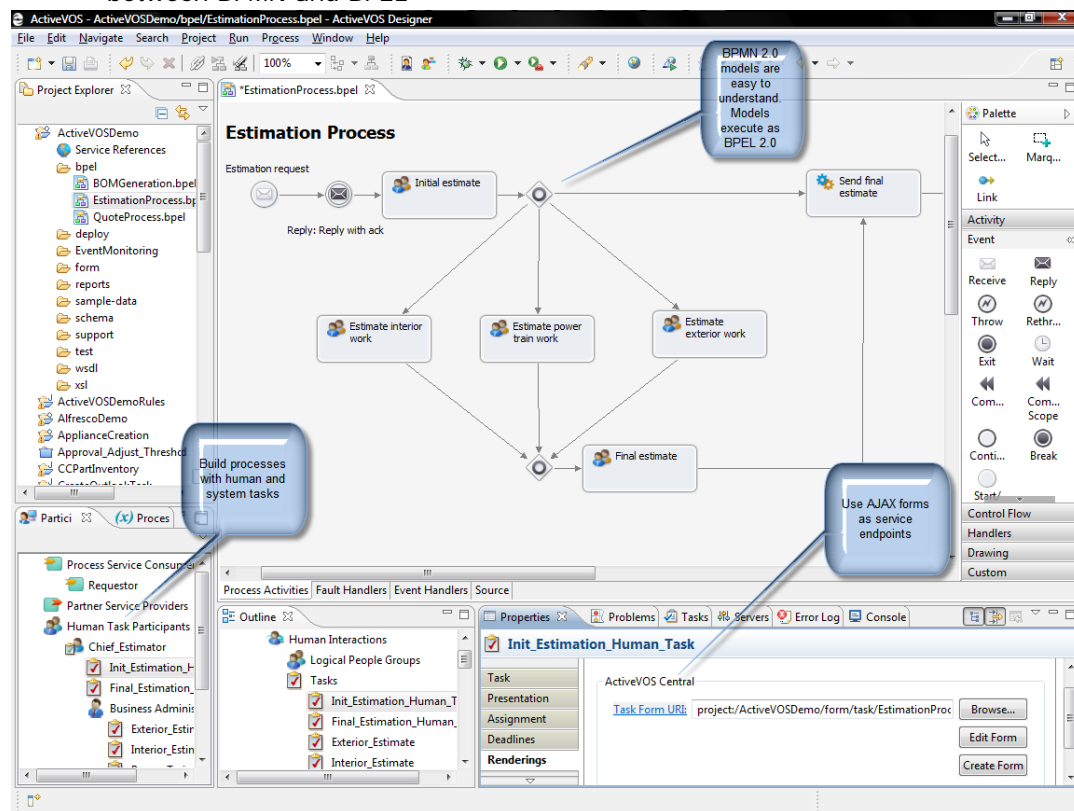 between BPMN and BPEL
ActiveVOS - ActiveVOSDemo/bpel/EstimationProcess.bpel - ActiveVOS Designer
File Edit Navigate Search Project Run Process Window Help
100%
Project Explorer
*EstimationProcess.bpel
ActiveVOSDemo
Service References
bpel
BOMGeneration.bpel
EstimationProcess.bp
QuoteProcess.bpel
deploy
EventMonitoring
form
reports
sample-data
schema
support
test
wsdl
xsl
ActiveVOSDemoRules
AlfrescoDemo
ApplianceCreation
Approval_Adjust_Threshol
CCPartInventory
CreateOutlookTask
Estimation Process
Estimation request
Reply: Reply with ack
Initial estimate
Send final
estimate
Estimate interior
work
Estimate power
train work
Estimate
exterior work
Final estimate
BPMN 2.0
models are
easy to
understand.
Models
execute as
BPEL 2.0
Build processes
with human and
system tasks
Use AJAX forms
as service
endpoints
Palette
Select... Marq...
Link
Activity
Event
Receive Reply
Throw Rethr...
Exit Wait
Com... Com...
Scope
Conti... Break
Start/
Control Flow
Handlers
Drawing
Custom
Process Activities Fault Handlers Event Handlers Source
Partici (x) Proces
Process Service Consumer
Requestor
Partner Service Providers
Human Task Participants
Chief_Estimator
Init_Estimation_H
Final_Estimation_
Business Adminis
Exterior_Estir
Interior_Estin
Outline
Human Interactions
Logical People Groups
Tasks
Init_Estimation_Human_T
Final_Estimation_Human_
Exterior_Estimate
Interior_Estimate
Properties Problems Tasks Servers Error Log Console
Init_Estimation_Human_Task
Task
Presentation
Assignment
Deadlines
Renderings
ActiveVOS Central
Task Form URI: project:/ActiveVOSDemo/form/task/EstimationProc
Browse...
Edit Form
Create Form